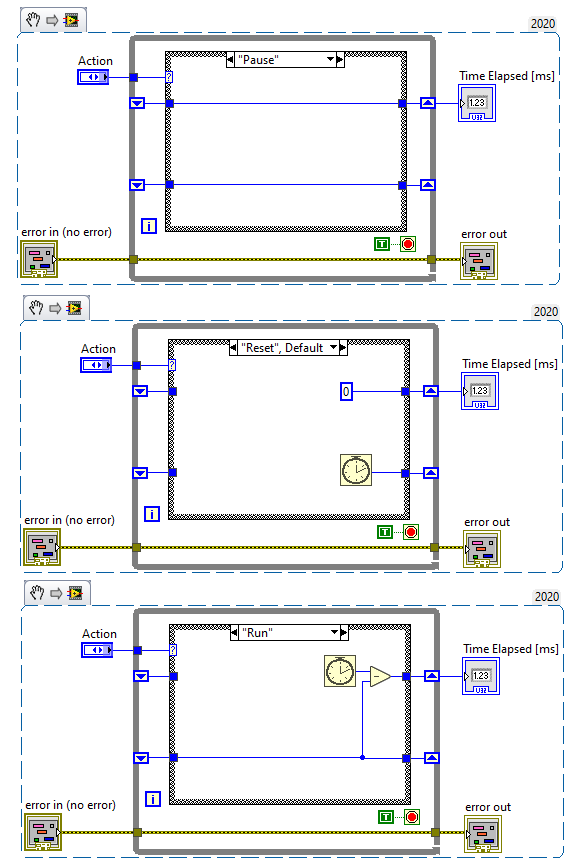 2020
Action
"Pause"
?
Time Elapsed [ms]
1.23
U32
i
error in (no error)
T
error out
2020
Action
"Reset", Default
?
0
Time Elapsed [ms]
1.23
U32
i
error in (no error)
T
error out
2020
Action
"Run"
?
Time Elapsed [ms]
1.23
U32
i
error in (no error)
T
error out